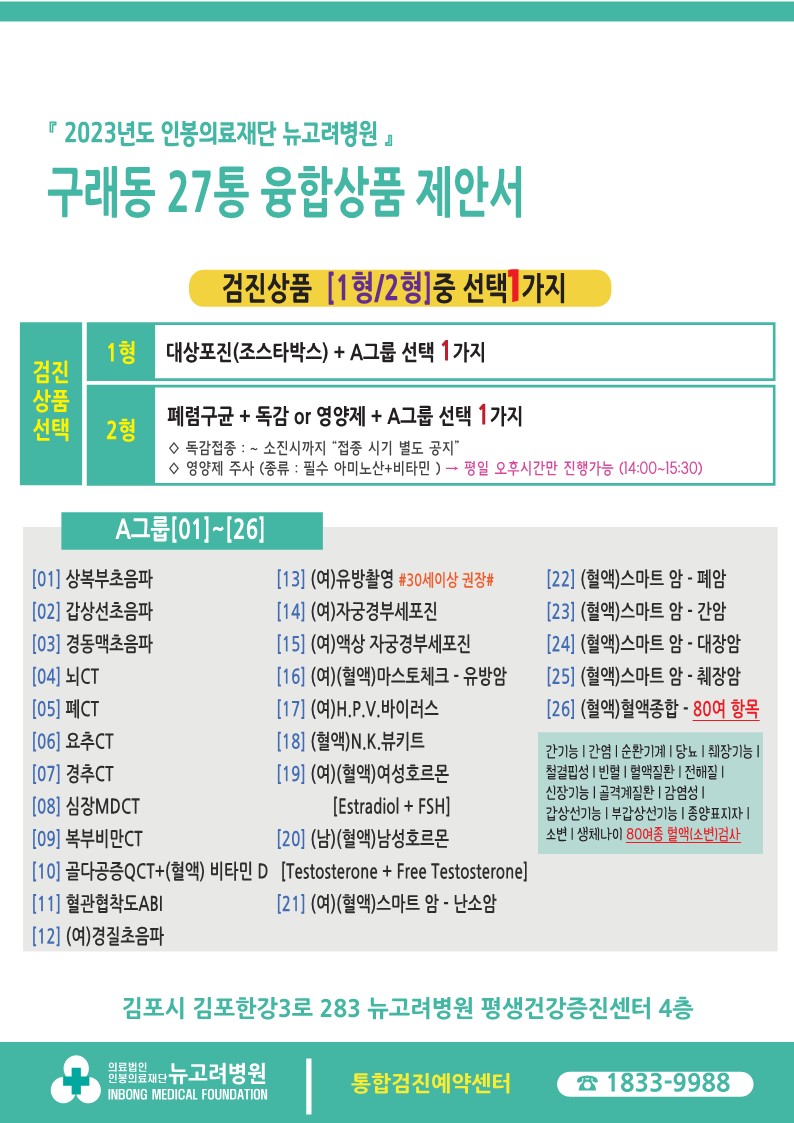 『 2023년도 인봉의료재단 뉴고려병원 』
구래동 27통 융합상품 제안서
검진상품 [1형/2형]중 선택1가지
검진
상품
선택
1형
대상포진(조스타박스) + A그룹 선택 1가지
2형
폐렴구균 + 독감 or 영양제 + A그룹 선택 1가지
◇ 독감접종 : ~ 소진시까지 “접종 시기 별도 공지”
◇ 영양제 주사 (종류 : 필수 아미노산+비타민 ) → 평일 오후시간만 진행가능 (14:00~15:30)
A그룹[01]~[26]
[01] 상복부초음파
[02] 갑상선초음파
[03] 경동맥초음파
[04] 뇌CT
[05] 폐CT
[06] 요추CT
[07] 경추CT
[08] 심장MDCT
[09] 복부비만CT
[10] 골다공증QCT+(혈액) 비타민 D
[11] 혈관협착도ABI
[12] (여)경질초음파
[13] (여)유방촬영 #30세이상 권장#
[14] (여)자궁경부세포진
[15] (여)액상 자궁경부세포진
[16] (여)(혈액)마스토체크 - 유방암
[17] (여)H.P.V.바이러스
[18] (혈액)N.K.뷰키트
[19] (여)(혈액)여성호르몬
[Estradiol + FSH]
[20] (남)(혈액)남성호르몬
[Testosterone + Free Testosterone]
[21] (여)(혈액)스마트 암 - 난소암
[22] (혈액)스마트 암 - 폐암
[23] (혈액)스마트 암 - 간암
[24] (혈액)스마트 암 - 대장암
[25] (혈액)스마트 암 - 췌장암
[26] (혈액)혈액종합 - 80여 항목
간기능 l 간염 l 순환기계 l 당뇨 l 췌장기능 l
철결핍성 l 빈혈 l 혈액질환 l 전해질 l
신장기능 l 골격계질환 l 감염성 l
갑상선기능 l 부갑상선기능 l 종양표지자 l
소변 l 생체나이 80여종 혈액(소변)검사
김포시 김포한강3로 283 뉴고려병원 평생건강증진센터 4층
의료법인
인봉의료재단 뉴고려병원
INBONG MEDICAL FOUNDATION
통합검진예약센터
☎ 1833-9988